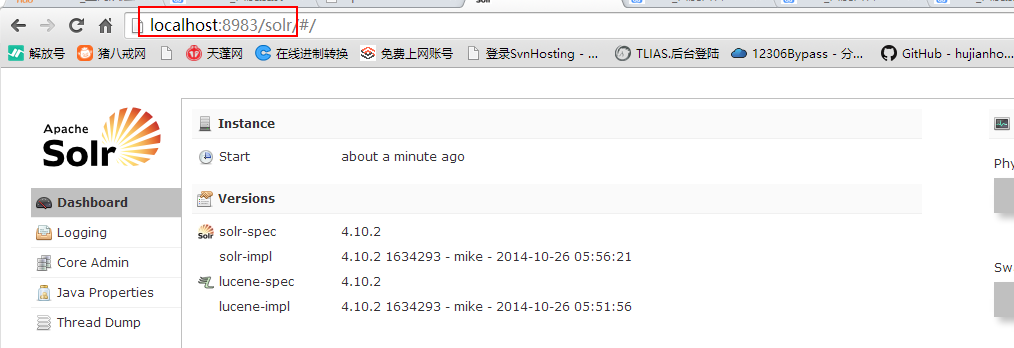 Solr
localhost:8983/solr/#/
解放号 猪八戒网 天蓬网 在线进制转换 免费上网账号 登录SvnHosting - ... TLIAS.后台登陆 12306Bypass - 分... GitHub - hujianho...
Apache
Solr
Dashboard
Logging
Core Admin
Java Properties
Thread Dump
Instance
Start about a minute ago
Versions
Solr solr-spec 4.10.2
solr-impl 4.10.2 1634293 - mike - 2014-10-26 05:56:21
lucene-spec 4.10.2
lucene-impl 4.10.2 1634293 - mike - 2014-10-26 05:51:56
Phy
Sw